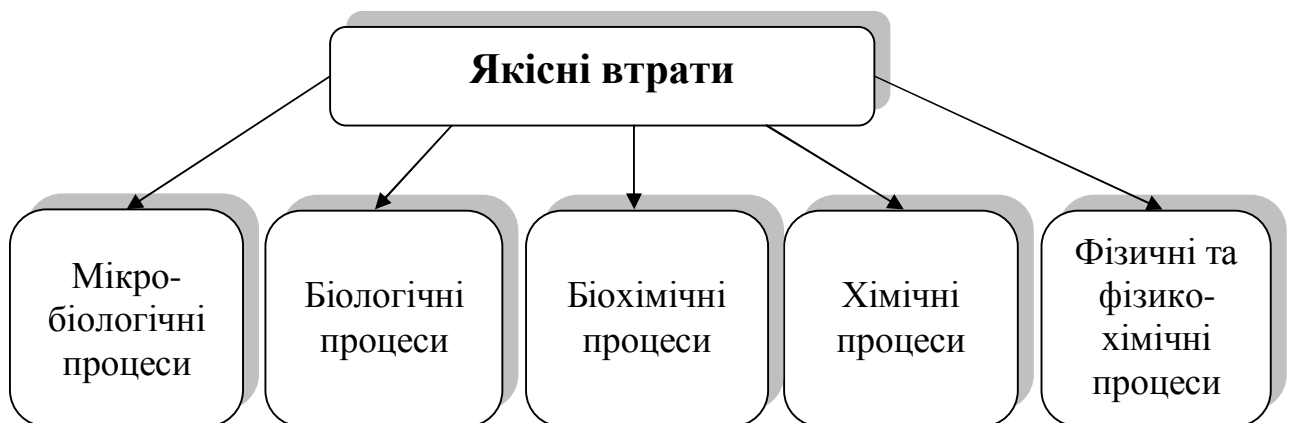 Якісні втрати
Мікро-
біологічні
процеси
Біологічні
процеси
Біохімічні
процеси
Хімічні
процеси
Фізичні та
фізико-
хімічні
процеси